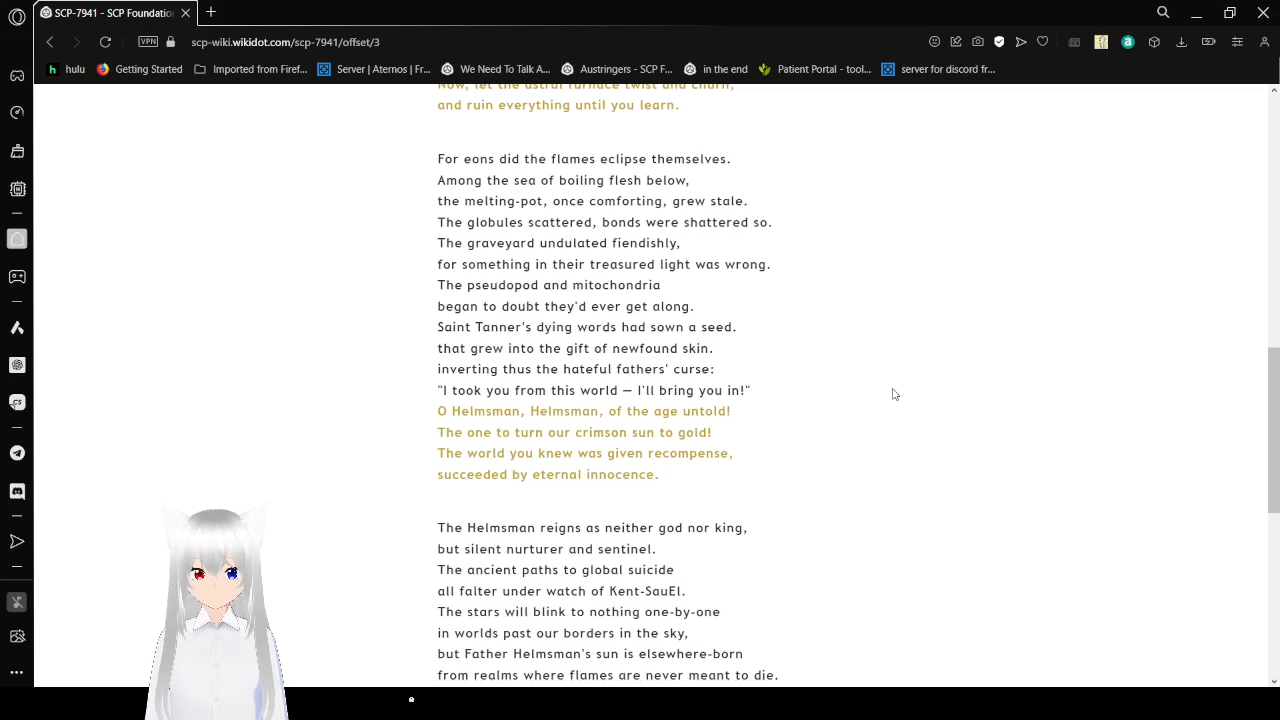 SCP-7941 - SCP Foundatio
scp-wiki.wikidot.com/scp-7941/offset/3
VPN
hulu
Getting Started
Imported from Firef...
Server | Aternos | Fr...
We Need To Talk A...
Austringers - SCP F...
in the end
Patient Portal - tool...
server for discord fr...
Now, let the astral furnace twist and churn,
and ruin everything until you learn.
For eons did the flames eclipse themselves.
Among the sea of boiling flesh below,
the melting-pot, once comforting, grew stale.
The globules scattered, bonds were shattered so.
The graveyard undulated fiendishly,
for something in their treasured light was wrong.
The pseudopod and mitochondria
began to doubt they'd ever get along.
Saint Tanner's dying words had sown a seed.
that grew into the gift of newfound skin.
inverting thus the hateful fathers' curse:
"I took you from this world — I'll bring you in!"
O Helmsman, Helmsman, of the age untold!
The one to turn our crimson sun to gold!
The world you knew was given recompense,
succeeded by eternal innocence.
The Helmsman reigns as neither god nor king,
but silent nurturer and sentinel.
The ancient paths to global suicide
all falter under watch of Kent-SauEl.
The stars will blink to nothing one-by-one
in worlds past our borders in the sky,
but Father Helmsman's sun is elsewhere-born
from realms where flames are never meant to die.